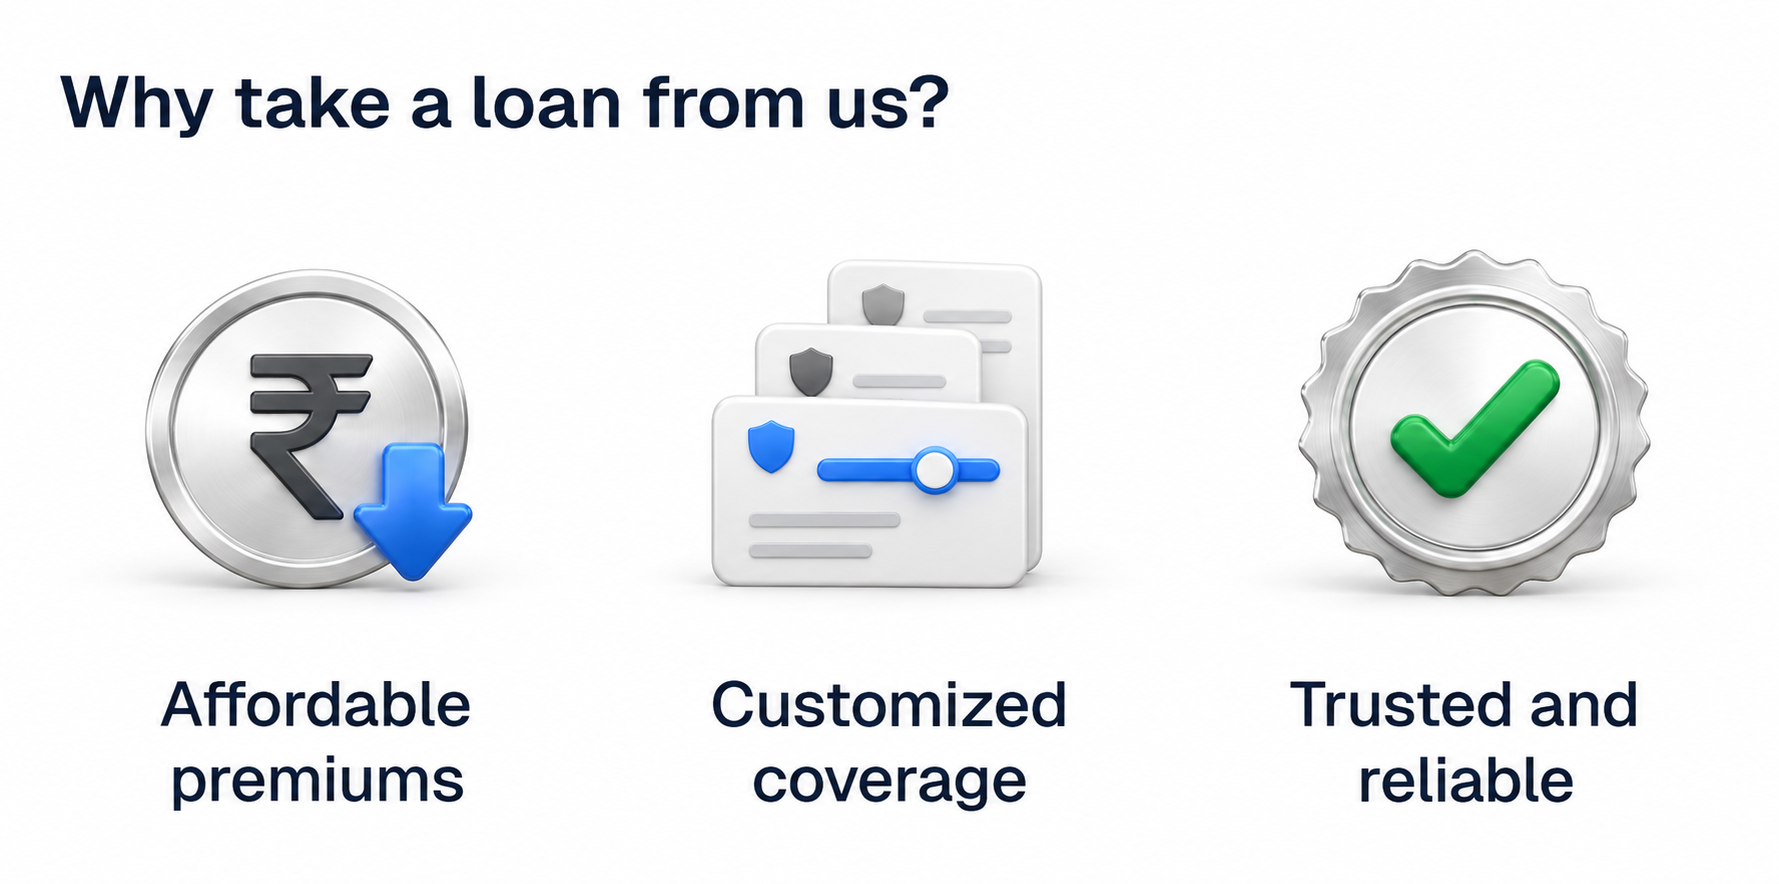 Why take a loan from us?
₹
Affordable
premiums
Customized
coverage
Trusted and
reliable